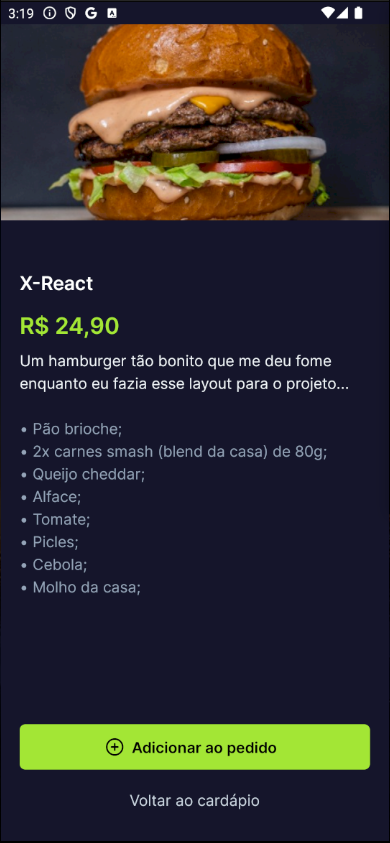 3:19
X-React
R$ 24,90
Um hamburger tão bonito que me deu fome
enquanto eu fazia esse layout para o projeto...
• Pão brioche;
• 2x carnes smash (blend da casa) de 80g;
• Queijo cheddar;
• Alface;
• Tomate;
• Picles;
• Cebola;
• Molho da casa;
Adicionar ao pedido
Voltar ao cardápio